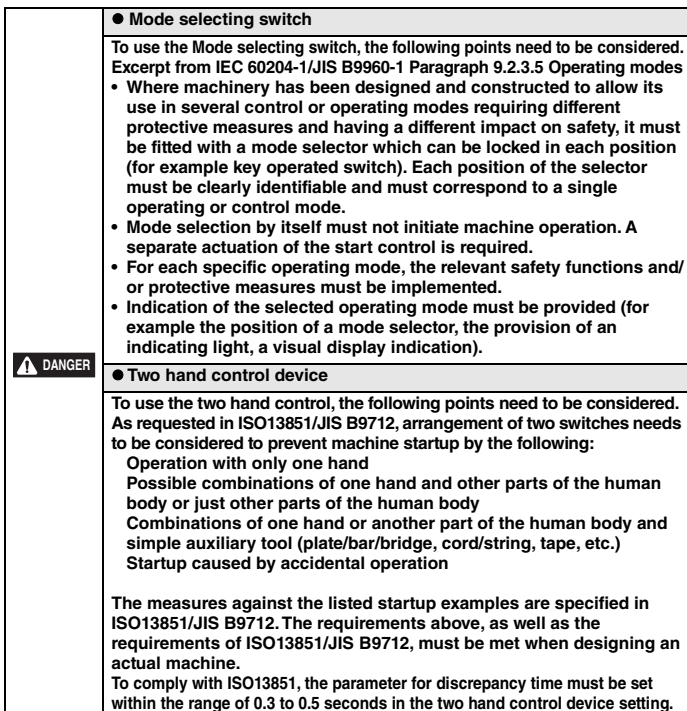 ● Mode selecting switch
To use the Mode selecting switch, the following points need to be considered.
Excerpt from IEC 60204-1/JIS B9960-1 Paragraph 9.2.3.5 Operating modes
• Where machinery has been designed and constructed to allow its
use in several control or operating modes requiring different
protective measures and having a different impact on safety, it must
be fitted with a mode selector which can be locked in each position
(for example key operated switch). Each position of the selector
must be clearly identifiable and must correspond to a single
operating or control mode.
• Mode selection by itself must not initiate machine operation. A
separate actuation of the start control is required.
• For each specific operating mode, the relevant safety functions and/
or protective measures must be implemented.
• Indication of the selected operating mode must be provided (for
example the position of a mode selector, the provision of an
indicating light, a visual display indication).
DANGER
● Two hand control device
To use the two hand control, the following points need to be considered.
As requested in ISO13851/JIS B9712, arrangement of two switches needs
to be considered to prevent machine startup by the following:
Operation with only one hand
Possible combinations of one hand and other parts of the human
body or just other parts of the human body
Combinations of one hand or another part of the human body and
simple auxiliary tool (plate/bar/bridge, cord/string, tape, etc.)
Startup caused by accidental operation
The measures against the listed startup examples are specified in
ISO13851/JIS B9712. The requirements above, as well as the
requirements of ISO13851/JIS B9712, must be met when designing an
actual machine.
To comply with ISO13851, the parameter for discrepancy time must be set
within the range of 0.3 to 0.5 seconds in the two hand control device setting.